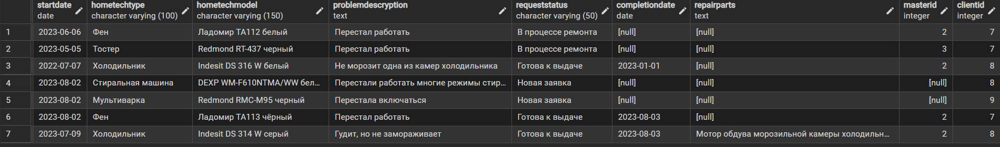 startdate hometechtype hometechmodel problemdescryption requeststatus completiondate repairparts masterid clientid
date character varying (100) character varying (150) text character varying (50) date text integer integer
1 2023-06-06 Фен Ладомир ТА112 белый Перестал работать В процессе ремонта [null] [null] 2 7
2 2023-05-05 Тостер Redmond RT-437 черный Перестал работать В процессе ремонта [null] [null] 3 7
3 2022-07-07 Холодильник Indesit DS 316 W белый Не морозит одна из камер холодильника Готова к выдаче 2023-01-01 [null] 2 8
4 2023-08-02 Стиральная машина DEXP WM-F610NTMA/WW бел... Перестали работать многие режимы стир... Новая заявка [null] [null] [null] 8
5 2023-08-02 Мультиварка Redmond RMC-M95 черный Перестала включаться Новая заявка [null] [null] [null] 9
6 2023-08-02 Фен Ладомир ТА113 чёрный Перестал работать Готова к выдаче 2023-08-03 [null] 2 7
7 2023-07-09 Холодильник Indesit DS 314 W серый Гудит, но не замораживает Готова к выдаче 2023-08-03 Мотор обдува морозильной камеры холодильн... 2 8